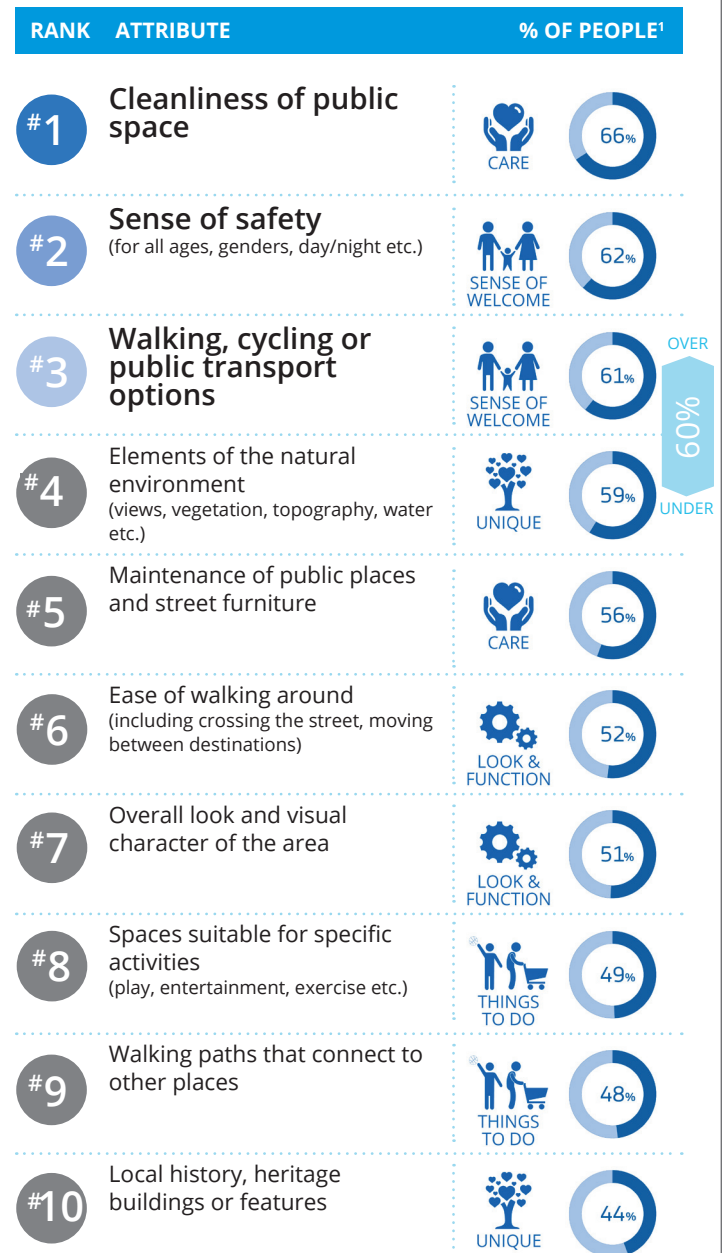 RANK ATTRIBUTE % OF PEOPLE¹
#1
Cleanliness of public
space
CARE
66%
#2
Sense of safety
(for all ages, genders, day/night etc.)
SENSE OF
WELCOME
62%
#3
Walking, cycling or
public transport
options
SENSE OF
WELCOME
61%
OVER
60%
UNDER
#4
Elements of the natural
environment
(views, vegetation, topography, water
etc.)
UNIQUE
59%
#5
Maintenance of public places
and street furniture
CARE
56%
#6
Ease of walking around
(including crossing the street, moving
between destinations)
LOOK &
FUNCTION
52%
#7
Overall look and visual
character of the area
LOOK &
FUNCTION
51%
#8
Spaces suitable for specific
activities
(play, entertainment, exercise etc.)
THINGS
TO DO
49%
#9
Walking paths that connect to
other places
THINGS
TO DO
48%
#10
Local history, heritage
buildings or features
UNIQUE
44%